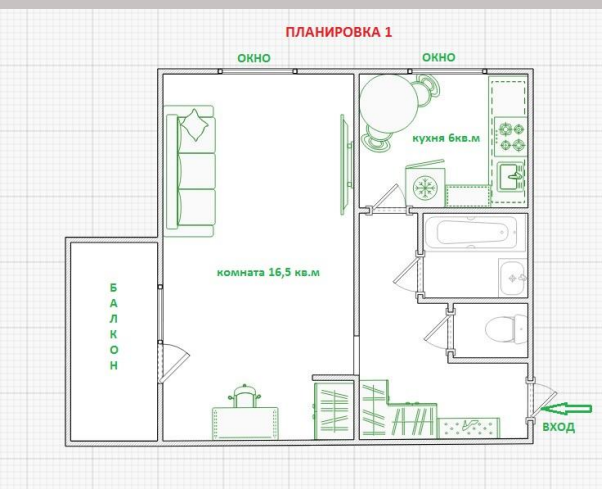 ПЛАНИРОВКА 1
ОКНО
ОКНО
кухня 6кв.м
комната 16,5 кв.м
БАЛКОН
ВХОД